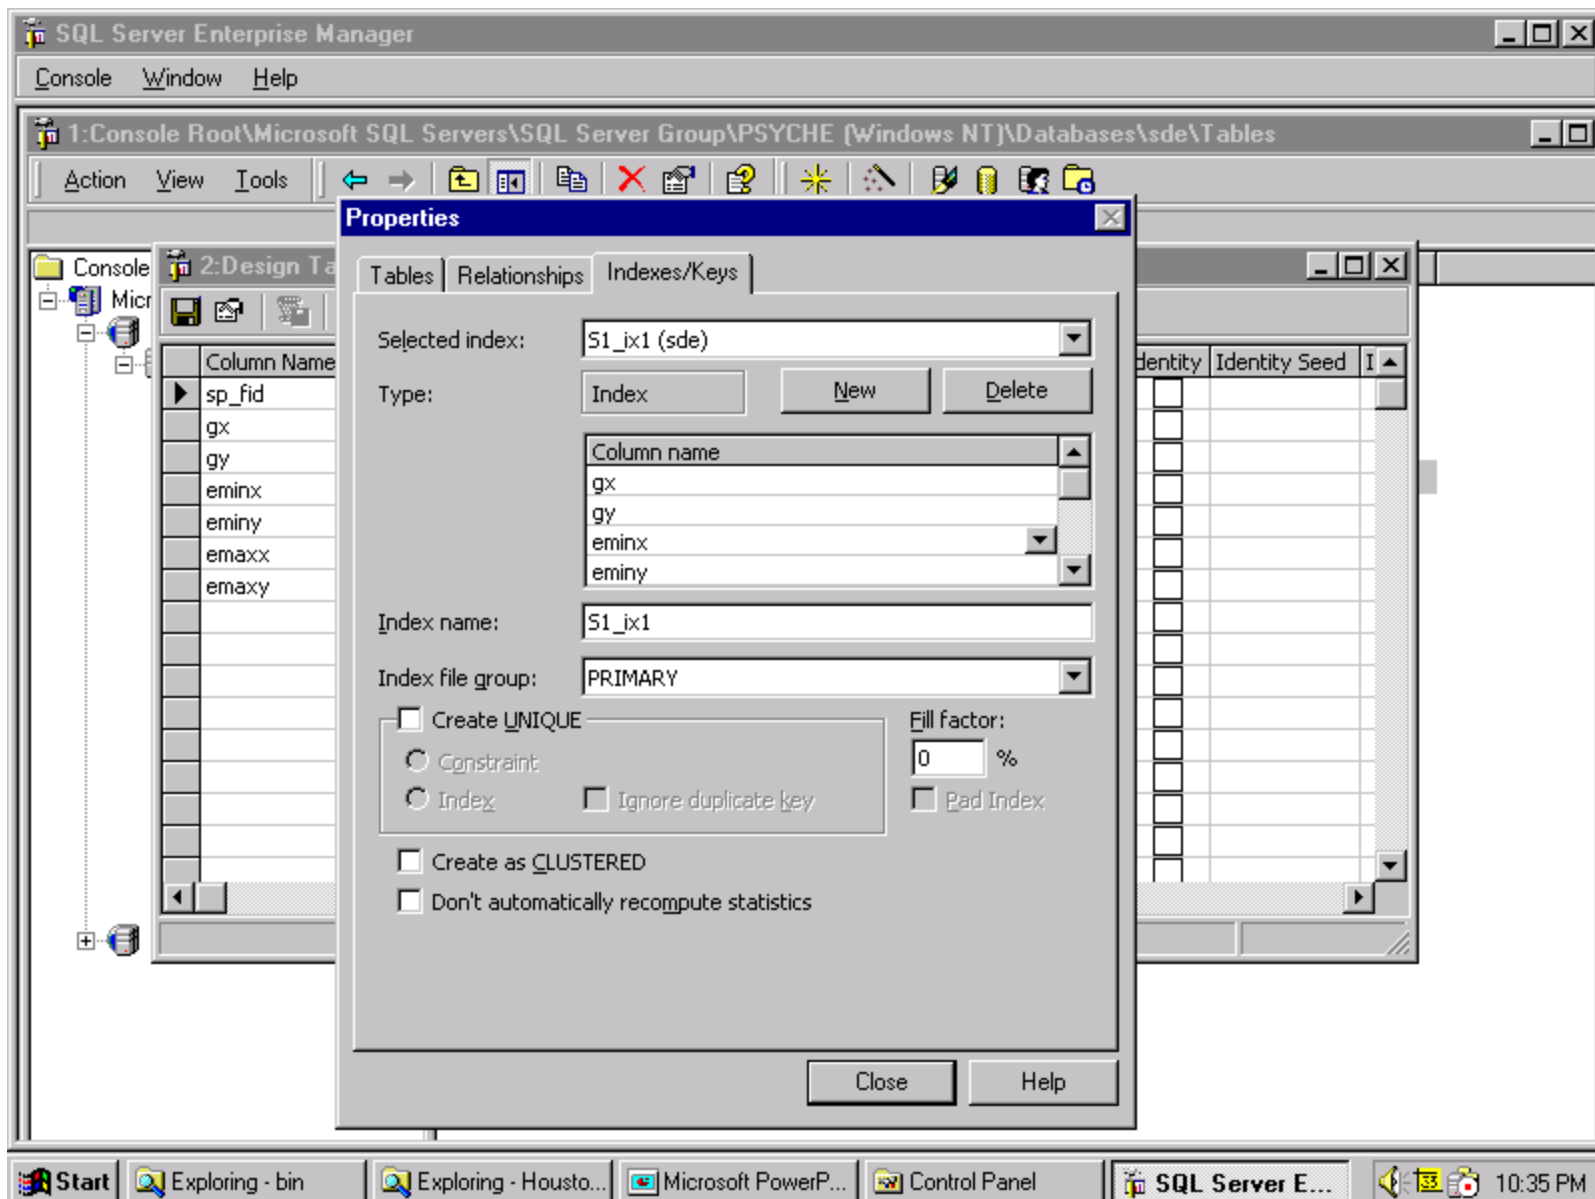 SQL Server Enterprise Manager
Console Window Help
1:Console Root\Microsoft SQL Servers\SQL Server Group\PSYCHE (Windows NT)\Databases\sde\Tables
Action View Tools
Properties
Console
2:Design Ta
Tables Relationships Indexes/Keys
Micr
Selected index: S1_ix1 (sde)
Column Name
dentity Identity Seed I
Type: Index New Delete
sp_fid
gx
gy
eminx
eminy
emaxx
emaxy
Column name
gx
gy
eminx
eminy
Index name: S1_ix1
Index file group: PRIMARY
Create UNIQUE
Fill factor:
Constraint
0 %
Index Ignore duplicate key
Pad Index
Create as CLUSTERED
Don't automatically recompute statistics
Close Help
Start Exploring - bin Exploring - Housto... Microsoft PowerP... Control Panel SQL Server E... 10:35 PM